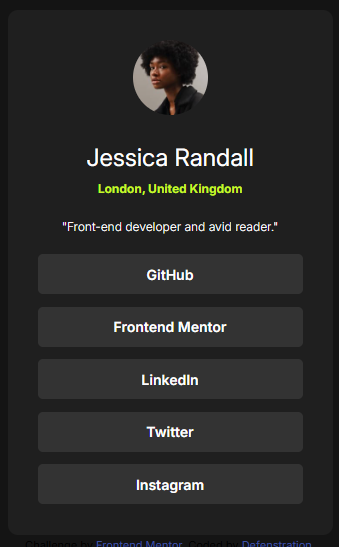 Jessica Randall
London, United Kingdom
"Front-end developer and avid reader."
GitHub
Frontend Mentor
LinkedIn
Twitter
Instagram
Challenge by Frontend Mentor. Coded by Defenstration